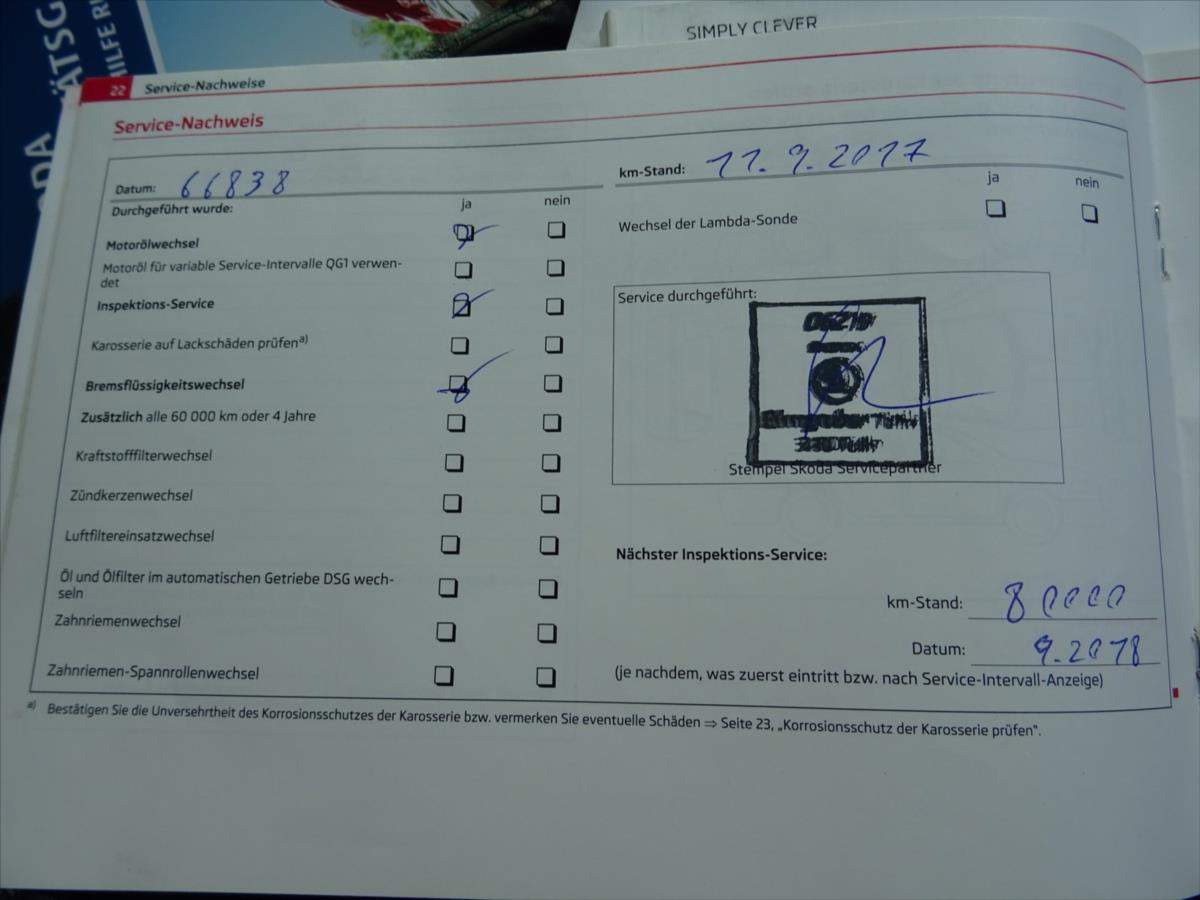 SIMPLY CLEVER
22 Service-Nachweise
Service-Nachweis
Datum: 66838
km-Stand: 11.9.2017
Durchgeführt wurde: ja nein
ja nein
Motorölwechsel
Wechsel der Lambda-Sonde
Motoröl für variable Service-Intervalle QG1 verwen-
det
Inspektions-Service
Service durchgeführt:
Karosserie auf Lackschäden prüfen a)
Bremsflüssigkeitswechsel
Zusätzlich alle 60 000 km oder 4 Jahre
Kraftstofffilterwechsel
Stempel Skoda Servicepartner
Zündkerzenwechsel
Luftfiltereinsatzwechsel
Nächster Inspektions-Service:
Öl und Ölfilter im automatischen Getriebe DSG wech-
seln
km-Stand: 80000
Zahnriemenwechsel
Datum: 9.2018
Zahnriemen-Spannrollenwechsel
(je nachdem, was zuerst eintritt bzw. nach Service-Intervall-Anzeige)
a) Bestätigen Sie die Unversehrtheit des Korrosionsschutzes der Karosserie bzw. vermerken Sie eventuelle Schäden ⇒ Seite 23, „Korrosionsschutz der Karosserie prüfen".